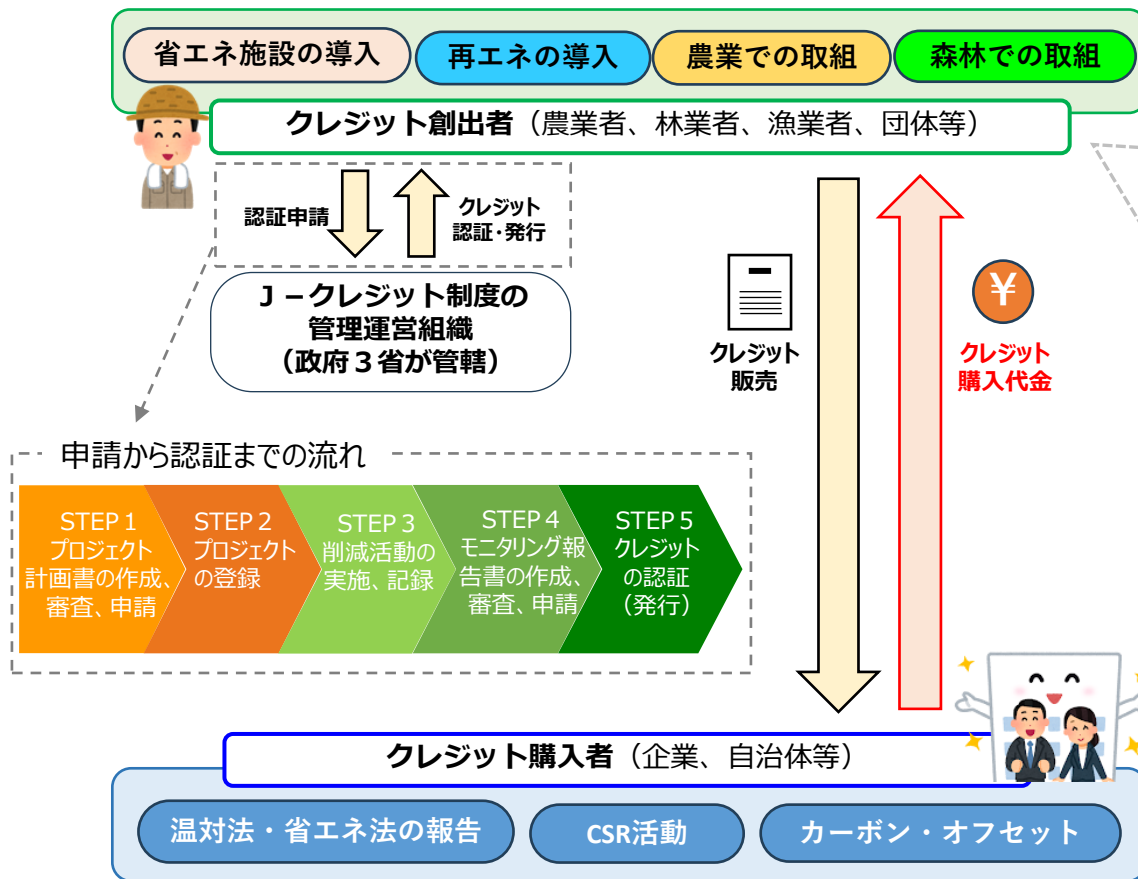 省エネ施設の導入
再エネの導入
農業での取組
森林での取組
クレジット創出者（農業者、林業者、漁業者、団体等）
認証申請
クレジット
認証・発行
Ｊ－クレジット制度の
管理運営組織
（政府３省が管轄）
クレジット
販売
¥
クレジット
購入代金
申請から認証までの流れ
STEP１
プロジェクト
計画書の作成、
審査、申請
STEP２
プロジェクト
の登録
STEP３
削減活動の
実施、記録
STEP４
モニタリング報
告書の作成、
審査、申請
STEP５
クレジット
の認証
（発行）
クレジット購入者（企業、自治体等）
温対法・省エネ法の報告
CSR活動
カーボン・オフセット